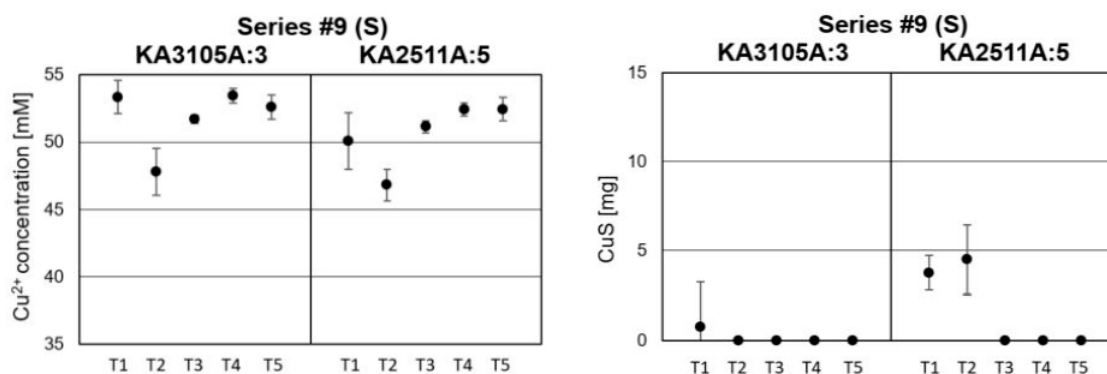 Series #9 (S)
KA3105A:3 KA2511A:5
55
50
45
40
35
Cu²⁺ concentration [mM]
T1 T2 T3 T4 T5 T1 T2 T3 T4 T5
Series #9 (S)
KA3105A:3 KA2511A:5
15
10
5
0
CuS [mg]
T1 T2 T3 T4 T5 T1 T2 T3 T4 T5